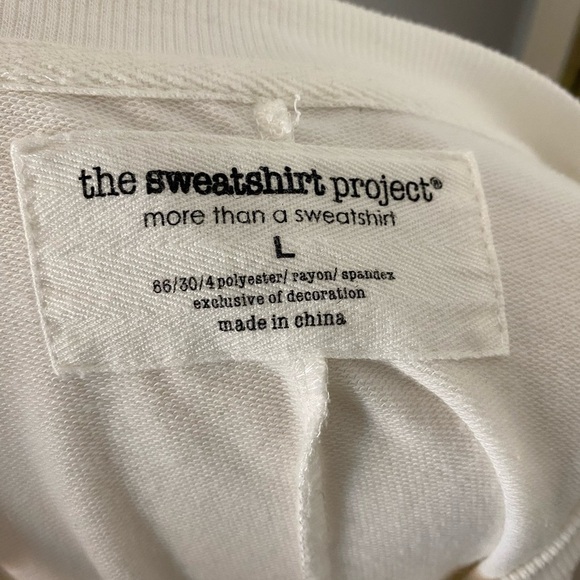 the sweatshirt project®
more than a sweatshirt
L
66/30/4 polyester/ rayon/ spandex
exclusive of decoration
made in china